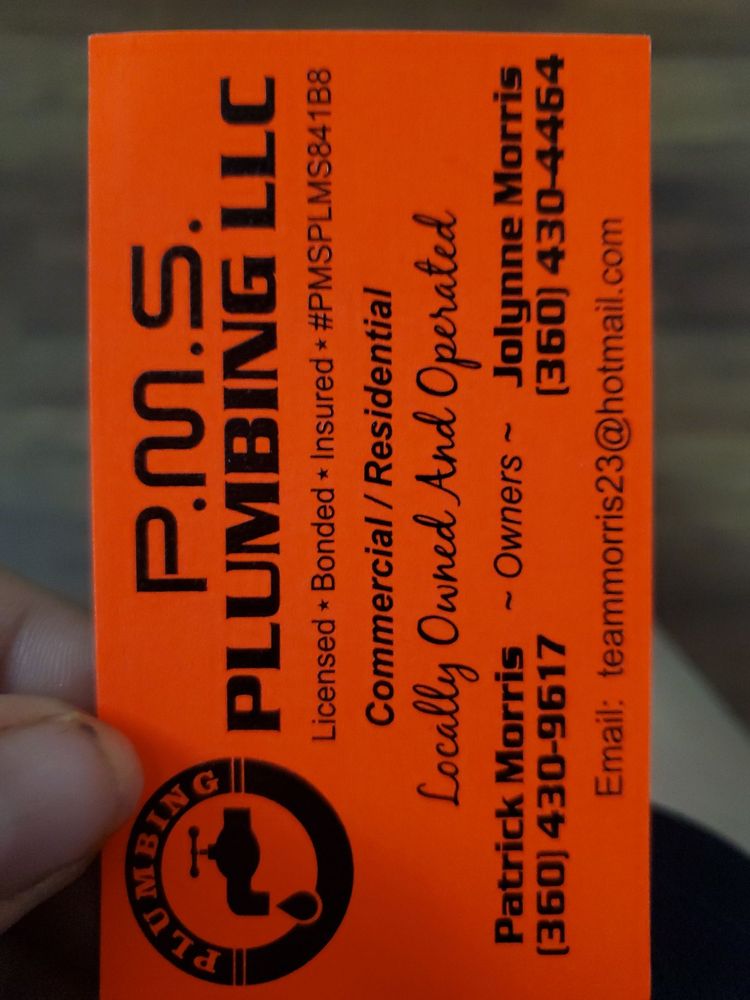 P.M.S.
PLUMBING LLC
Licensed ★ Bonded ★ Insured ★ #PMSPLMS841B8
Commercial / Residential
Locally Owned And Operated
Patrick Morris ~ Owners ~ Jolynne Morris
(360) 430-9617 (360) 430-4464
Email: teammorris23@hotmail.com
PLUMBING